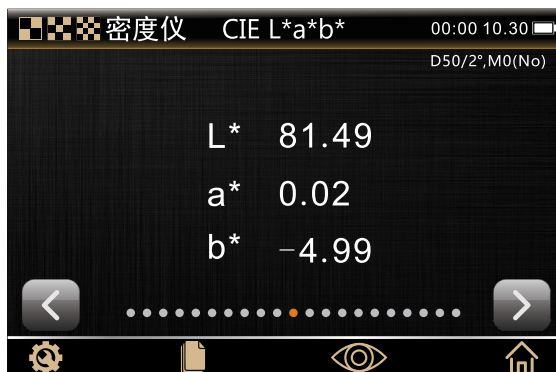 密度仪 CIE L*a*b* 00:00 10.30
D50/2°,M0(No)
L* 81.49
a* 0.02
b* -4.99